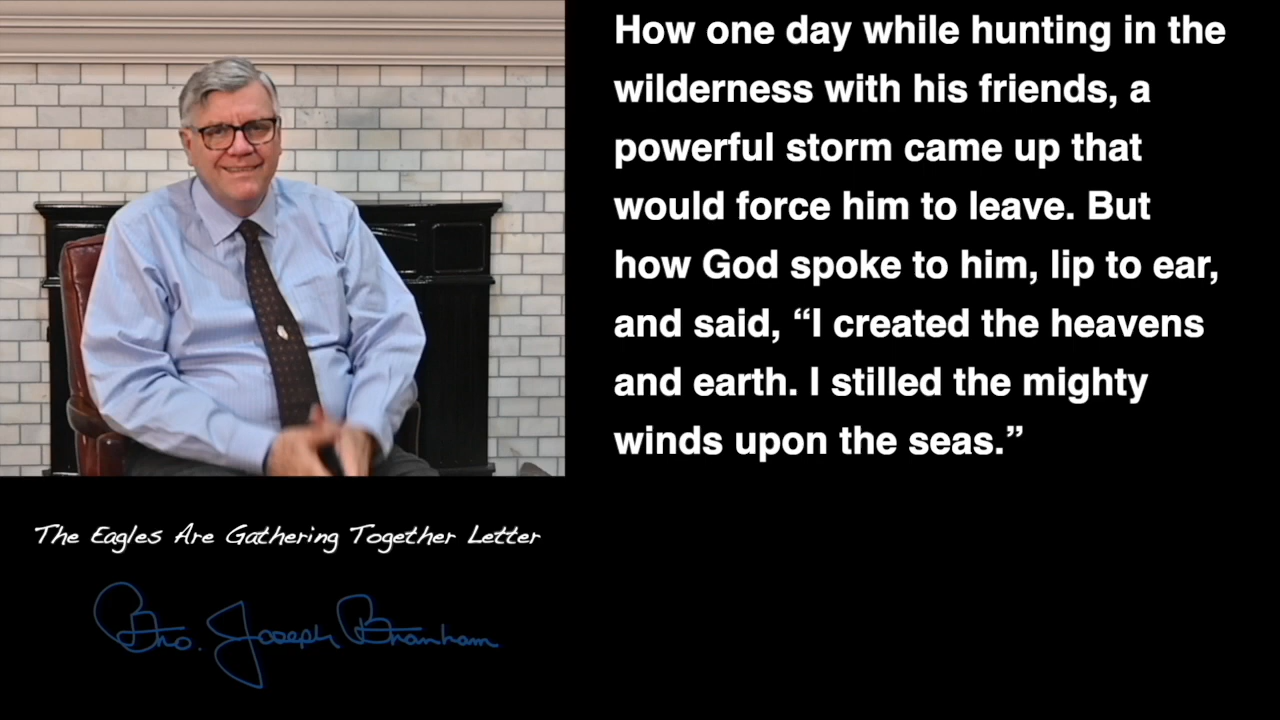 How one day while hunting in the
wilderness with his friends, a
powerful storm came up that
would force him to leave. But
how God spoke to him, lip to ear,
and said, “I created the heavens
and earth. I stilled the mighty
winds upon the seas.”
The Eagles Are Gathering Together Letter
Bro. Joseph Branham